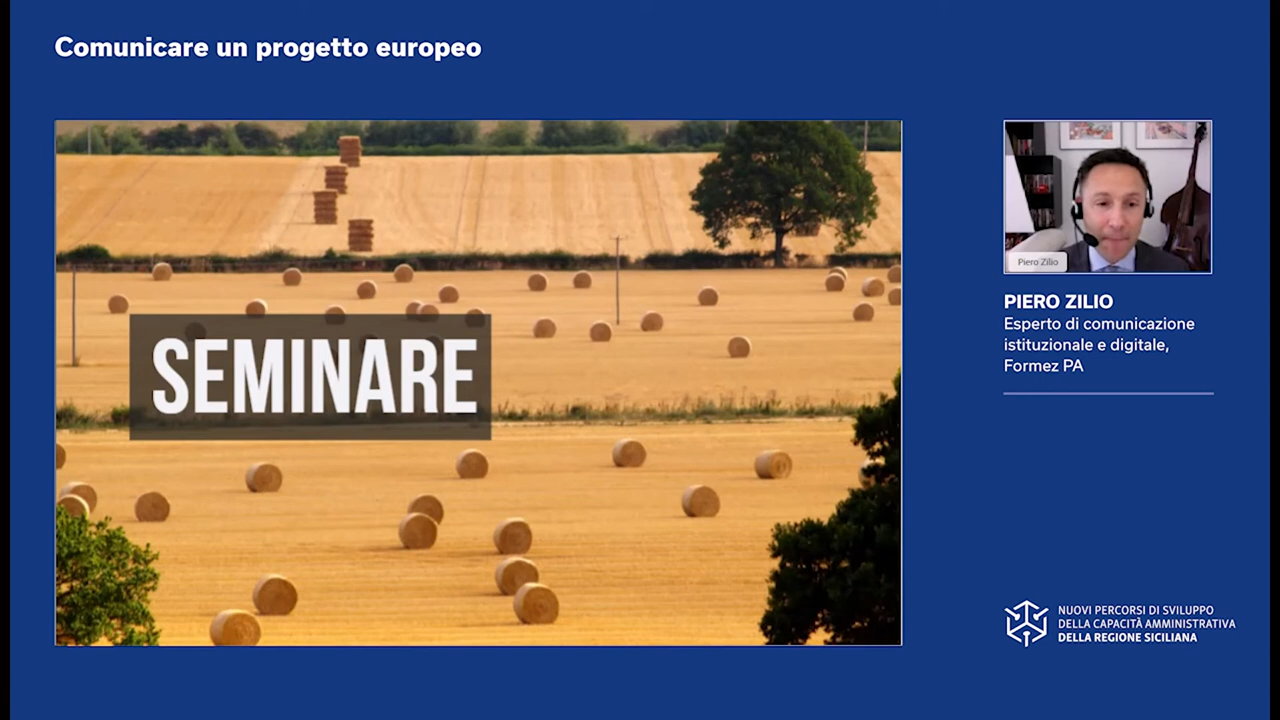 Comunicare un progetto europeo
SEMINARE
Piero Zilio
PIERO ZILIO
Esperto di comunicazione
istituzionale e digitale,
Formez PA
NUOVI PERCORSI DI SVILUPPO
DELLA CAPACITÀ AMMINISTRATIVA
DELLA REGIONE SICILIANA